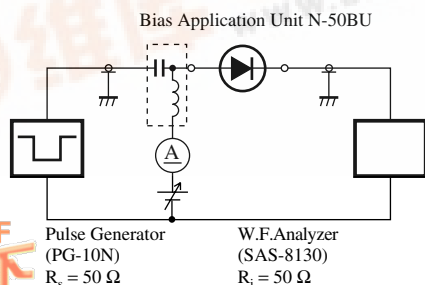 Bias Application Unit N-50BU
A
Pulse Generator
(PG-10N)
Rs = 50 Ω
W.F.Analyzer
(SAS-8130)
Ri = 50 Ω